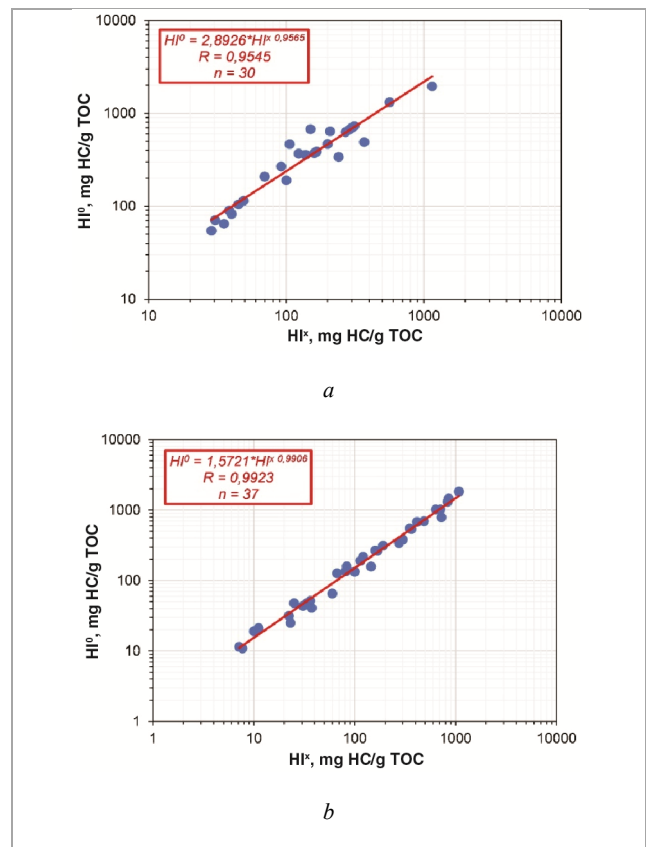 10000
HI⁰ = 2,8926*HIˣ ⁰,⁹⁵⁶⁵
R = 0,9545
n = 30
1000
HI⁰, mg HC/g TOC
100
10
10 100 1000 10000
HIˣ, mg HC/g TOC
a
10000
HI⁰ = 1,5721*HIˣ ⁰,⁹⁹⁰⁶
R = 0,9923
n = 37
1000
100
HI⁰, mg HC/g TOC
10
1
1 10 100 1000 10000
HIˣ, mg HC/g TOC
b